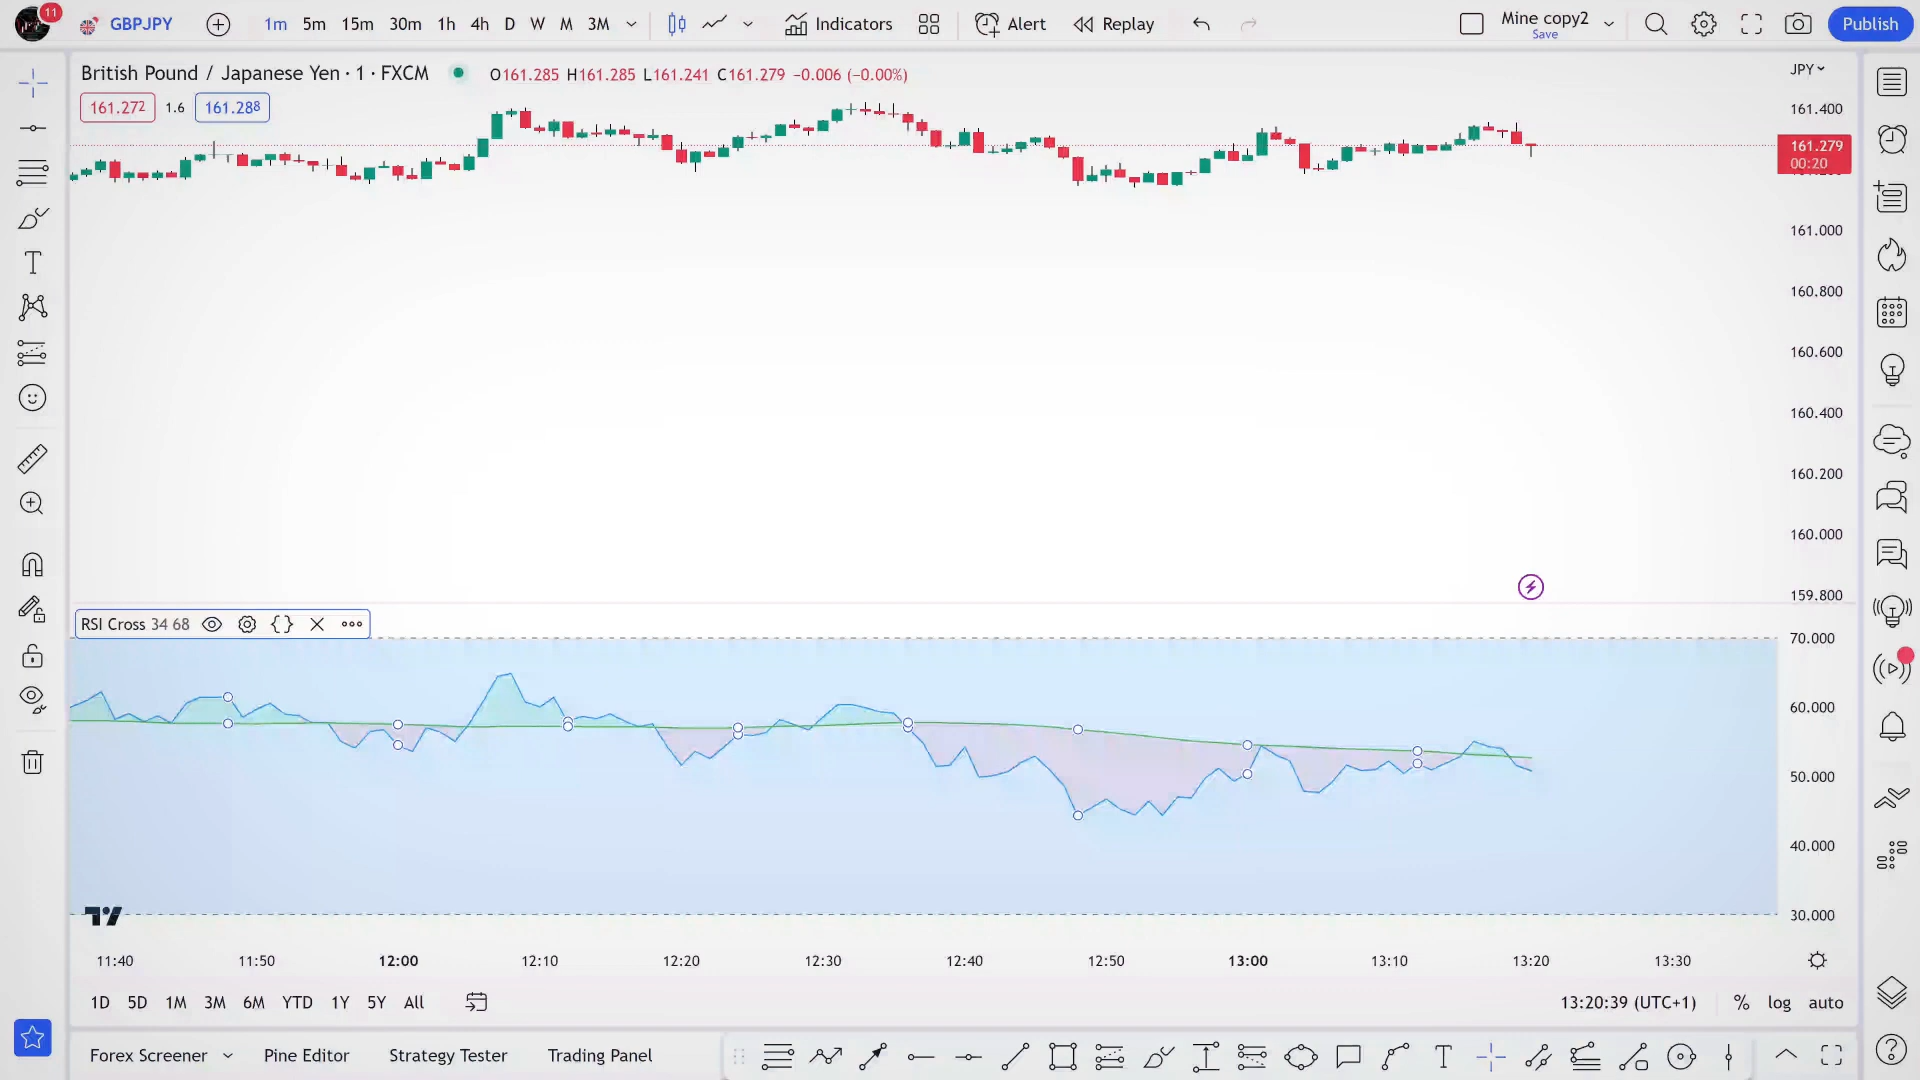 11 GBPJPY 1m 5m 15m 30m 1h 4h D W M 3M Indicators Alert Replay Mine copy2 Save Publish
British Pound / Japanese Yen · 1 · FXCM O161.285 H161.285 L161.241 C161.279 −0.006 (−0.00%) JPY
161.272 1.6 161.288
161.400
161.279
00:20
161.000
160.800
160.600
160.400
160.200
160.000
159.800
RSI Cross 34 68
70.000
60.000
50.000
40.000
30.000
11:40 11:50 12:00 12:10 12:20 12:30 12:40 12:50 13:00 13:10 13:20 13:30
1D 5D 1M 3M 6M YTD 1Y 5Y All 13:20:39 (UTC+1) % log auto
Forex Screener Pine Editor Strategy Tester Trading Panel